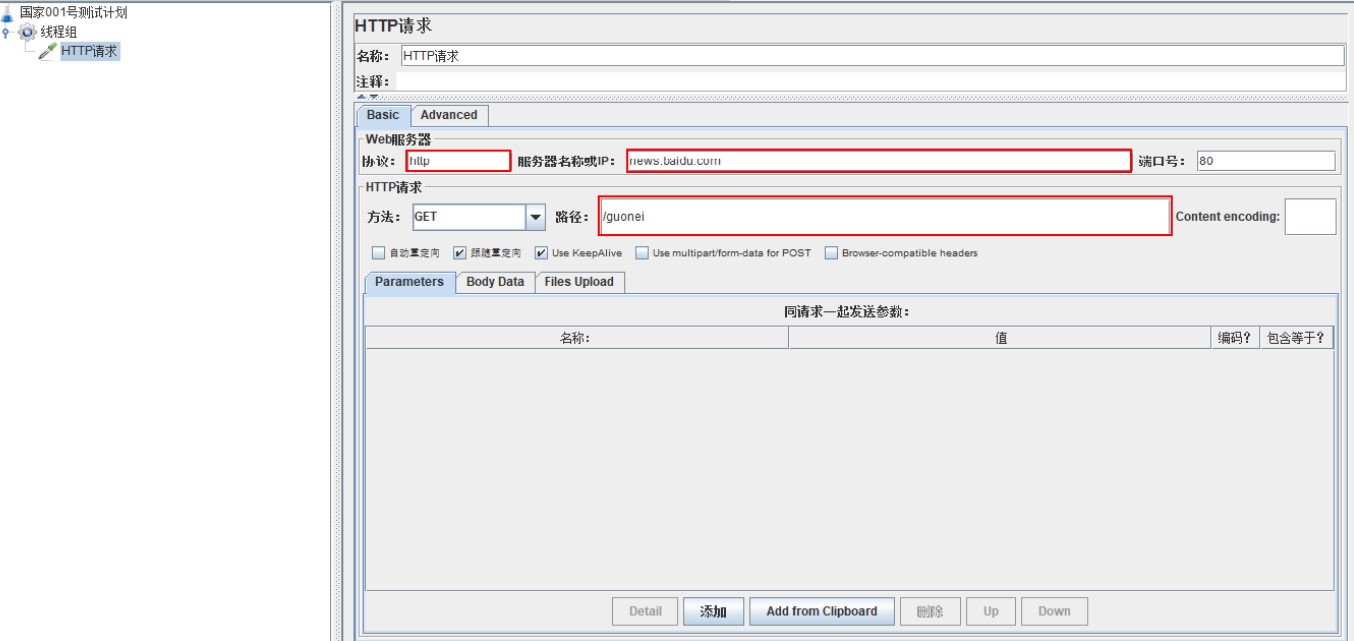 国家001号测试计划
线程组
HTTP请求
HTTP请求
名称： HTTP请求
注释：
Basic Advanced
Web服务器
协议： http 服务器名称或IP： news.baidu.com 端口号： 80
HTTP请求
方法： GET 路径： /guonei Content encoding:
自动重定向 跟随重定向 Use KeepAlive Use multipart/form-data for POST Browser-compatible headers
Parameters Body Data Files Upload
同请求一起发送参数：
名称： 值 编码? 包含等于?
Detail 添加 Add from Clipboard 删除 Up Down